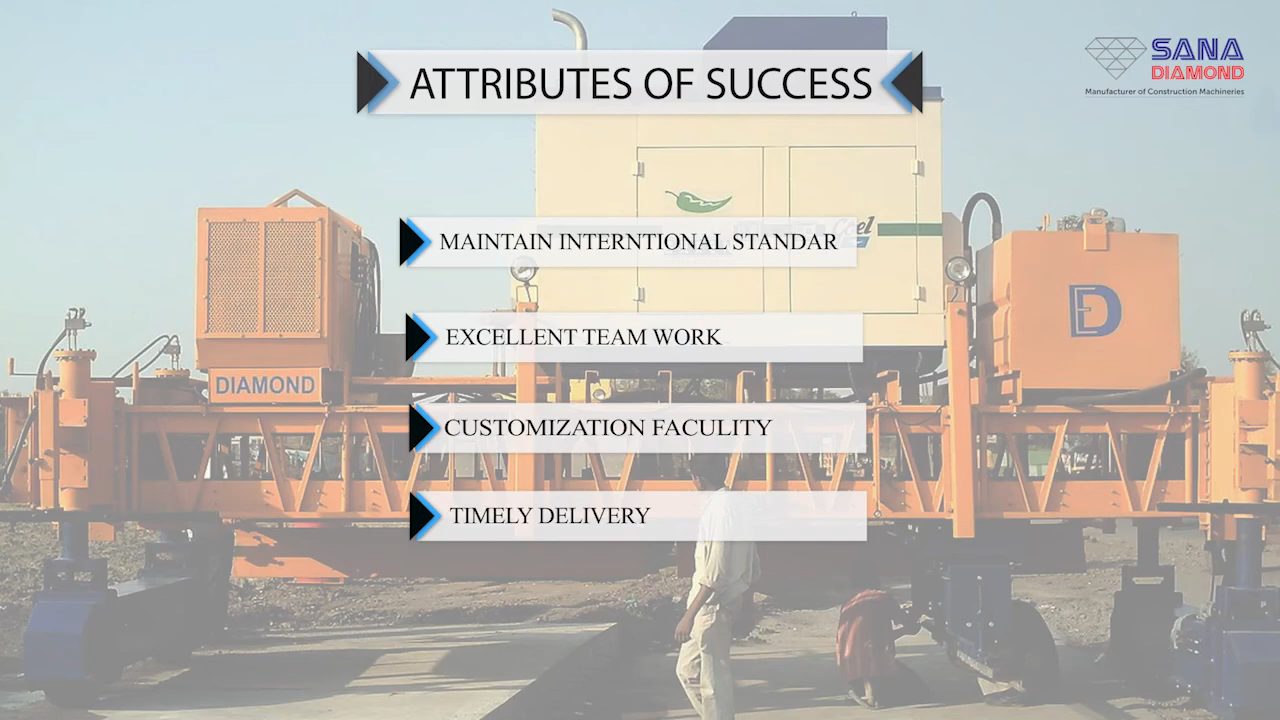 ATTRIBUTES OF SUCCESS
SANA
DIAMOND
Manufacturer of Construction Machineries
MAINTAIN INTERNTIONAL STANDAR
EXCELLENT TEAM WORK
DIAMOND
D
CUSTOMIZATION FACULITY
TIMELY DELIVERY